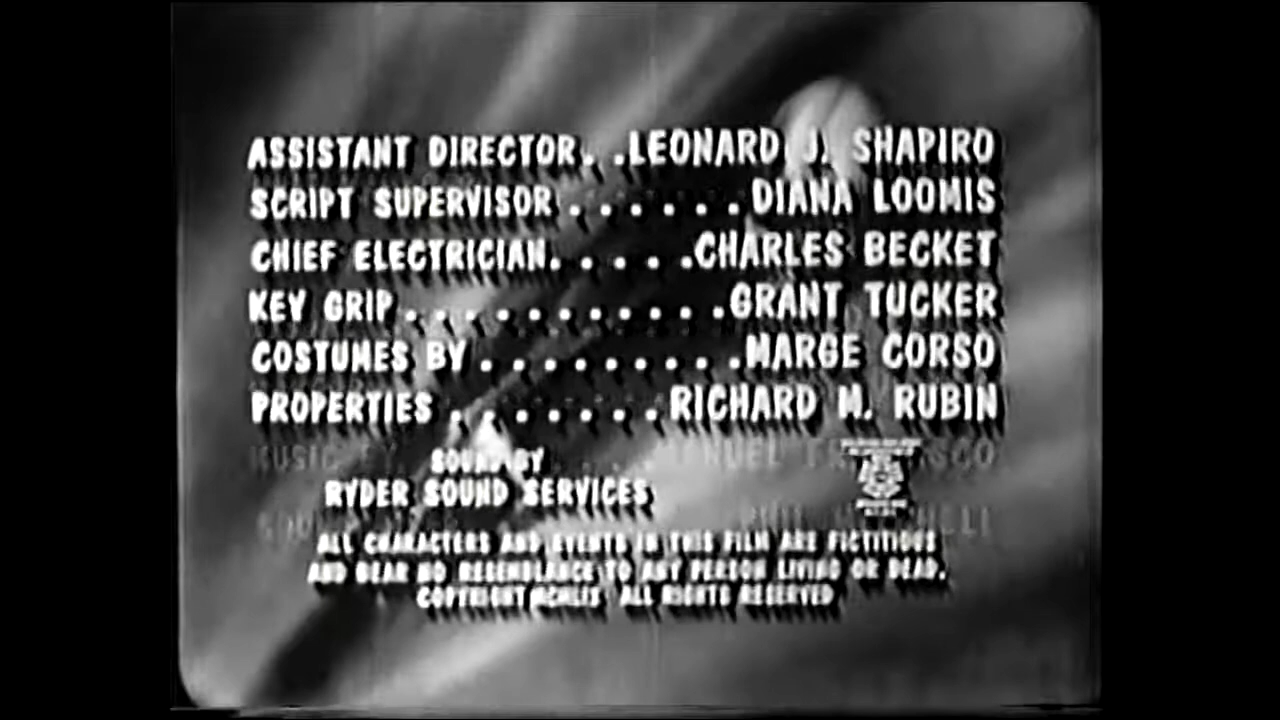 ASSISTANT DIRECTOR. .LEONARD J. SHAPIRO
SCRIPT SUPERVISOR . . . . . . DIANA LOOMIS
CHIEF ELECTRICIAN. . . . .CHARLES BECKET
KEY GRIP . . . . . . . . . . . GRANT TUCKER
COSTUMES BY . . . . . . . . . MARGE CORSO
PROPERTIES . . . . . . . RICHARD M. RUBIN
MUSIC BY
SOUND BY
RYDER SOUND SERVICES
ALL CHARACTERS AND EVENTS IN THIS FILM ARE FICTITIOUS
AND BEAR NO RESEMBLANCE TO ANY PERSON LIVING OR DEAD.
COPYRIGHT MCMLIX ALL RIGHTS RESERVED